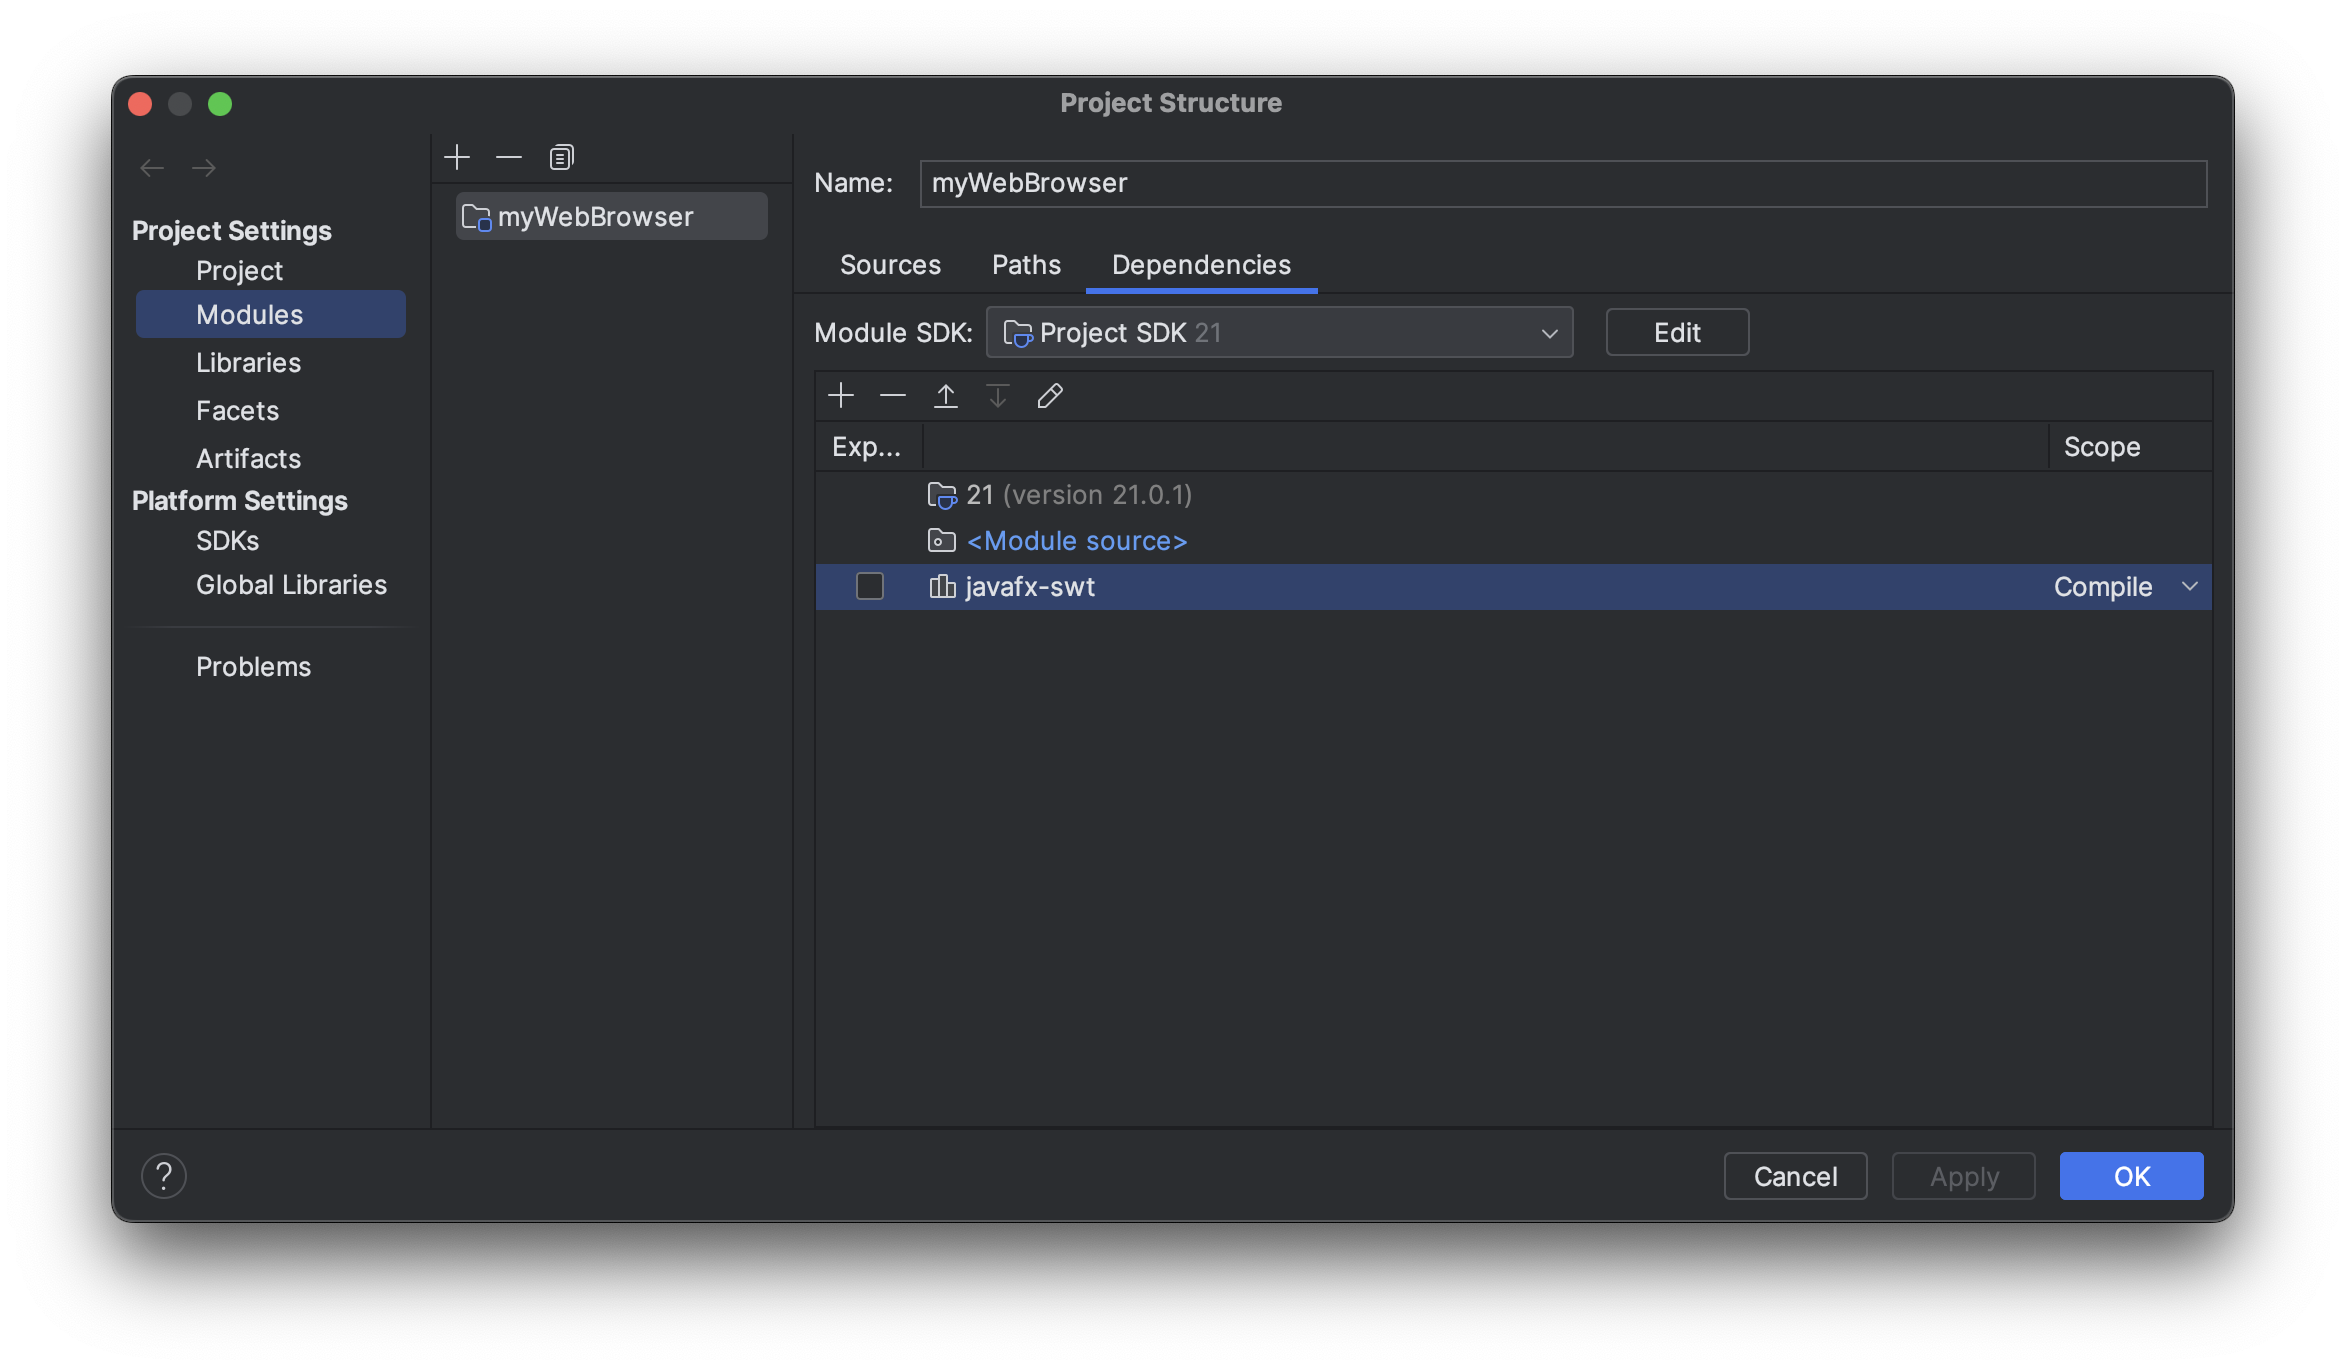 Project Structure
Project Settings
Project
Modules
Libraries
Facets
Artifacts
Platform Settings
SDKs
Global Libraries
Problems
myWebBrowser
Name: myWebBrowser
Sources Paths Dependencies
Module SDK: Project SDK 21 Edit
Exp... Scope
21 (version 21.0.1)
<Module source>
javafx-swt Compile
? Cancel Apply OK